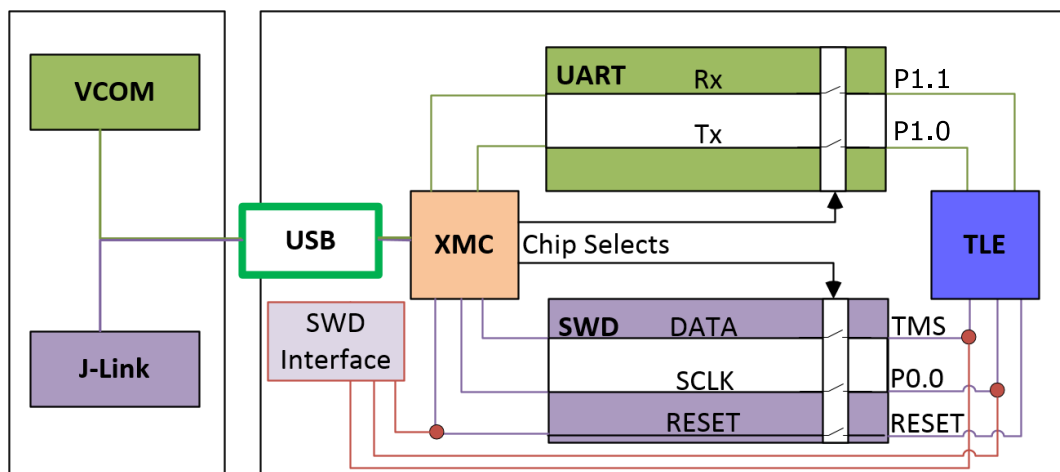 VCOM
J-Link
USB
XMC
Chip Selects
SWD
Interface
UART
Rx
P1.1
Tx
P1.0
TLE
SWD
DATA
TMS
SCLK
P0.0
RESET
RESET